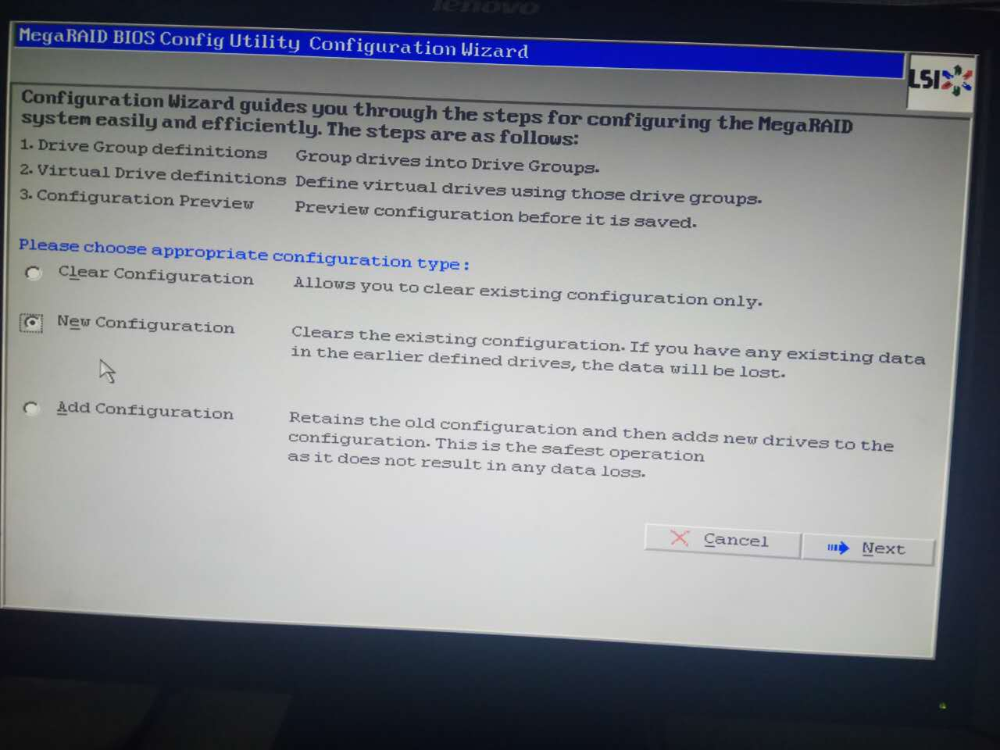 lenovo
MegaRAID BIOS Config Utility Configuration Wizard
LSI
Configuration Wizard guides you through the steps for configuring the MegaRAID
system easily and efficiently. The steps are as follows:
1. Drive Group definitions Group drives into Drive Groups.
2. Virtual Drive definitions Define virtual drives using those drive groups.
3. Configuration Preview Preview configuration before it is saved.
Please choose appropriate configuration type:
Clear Configuration Allows you to clear existing configuration only.
New Configuration Clears the existing configuration. If you have any existing data
in the earlier defined drives, the data will be lost.
Add Configuration Retains the old configuration and then adds new drives to the
configuration. This is the safest operation
as it does not result in any data loss.
Cancel Next